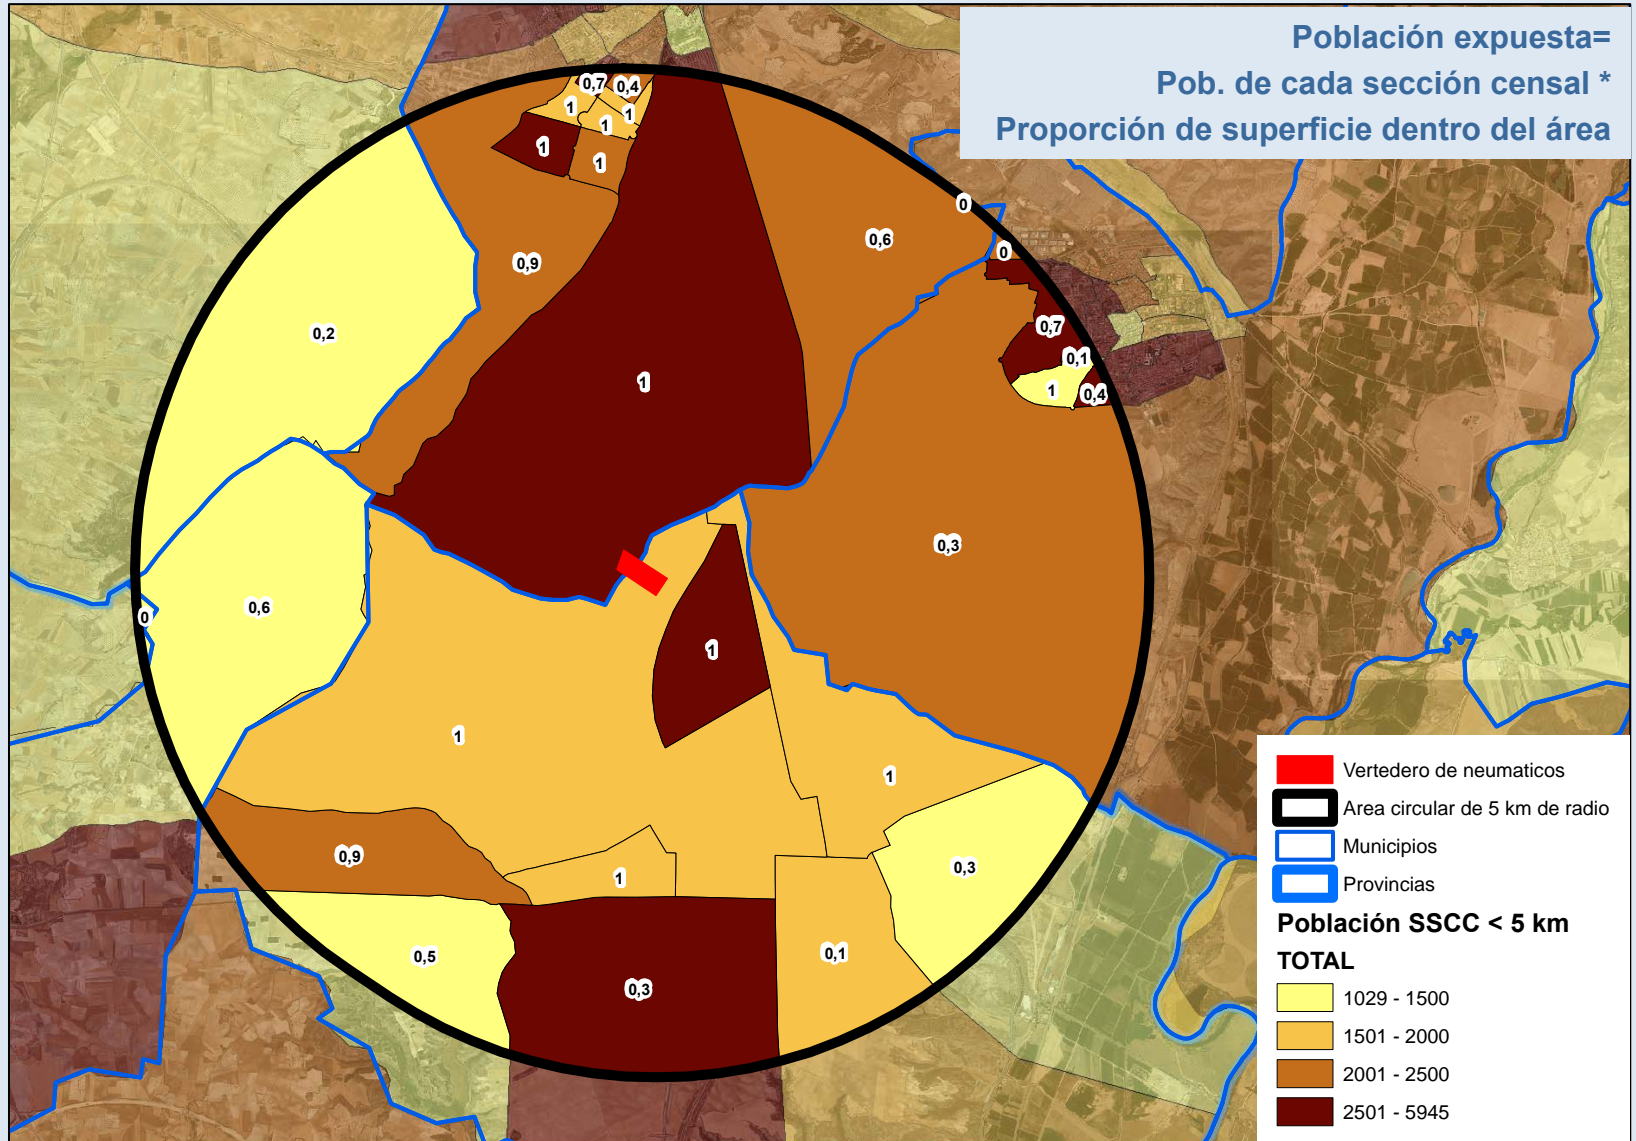 Población expuesta=
Pob. de cada sección censal *
Proporción de superficie dentro del área
0,7
0,4
1
1
1
1
1
0
0,6
0
0,9
0,2
0,7
0,1
1
1
0,4
0,3
0,6
0
1
1
1
0,9
0,3
1
0,5
0,1
0,3
Vertedero de neumaticos
Area circular de 5 km de radio
Municipios
Provincias
Población SSCC < 5 km
TOTAL
1029 - 1500
1501 - 2000
2001 - 2500
2501 - 5945